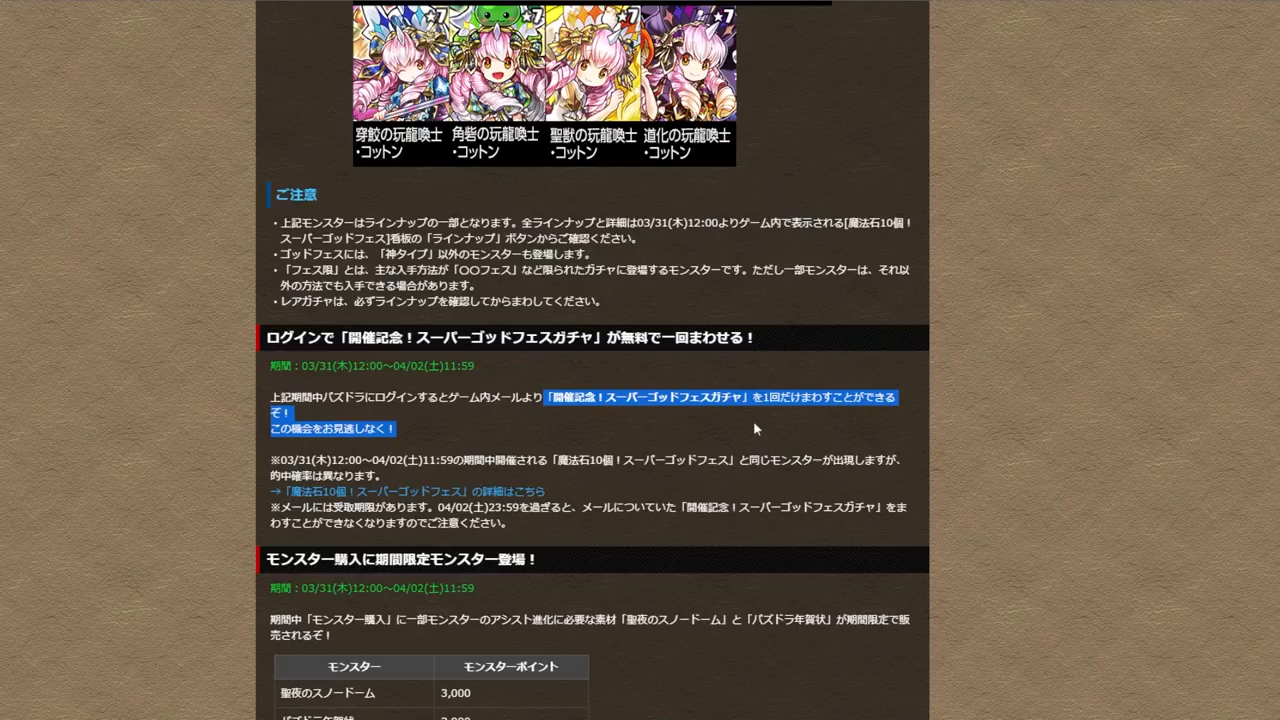 ★7 ★7 ★7 ★7
穿鮫の玩龍喚士 角砦の玩龍喚士 聖獣の玩龍喚士 道化の玩龍喚士
・コットン ・コットン ・コットン ・コットン
ご注意
・上記モンスターはラインナップの一部となります。全ラインナップと詳細は03/31(木)12:00よりゲーム内で表示される[魔法石10個！
スーパーゴッドフェス]看板の「ラインナップ」ボタンからご確認ください。
・ゴッドフェスには、「神タイプ」以外のモンスターも登場します。
・「フェス限」とは、主な入手方法が「〇〇フェス」など限られたガチャに登場するモンスターです。ただし一部モンスターは、それ以
外の方法でも入手できる場合があります。
・レアガチャは、必ずラインナップを確認してからまわしてください。
ログインで「開催記念！スーパーゴッドフェスガチャ」が無料で一回まわせる！
期間：03/31(木)12:00～04/02(土)11:59
上記期間中パズドラにログインするとゲーム内メールより「開催記念！スーパーゴッドフェスガチャ」を1回だけまわすことができる
ぞ！
この機会をお見逃しなく！
※03/31(木)12:00～04/02(土)11:59の期間中開催される「魔法石10個！スーパーゴッドフェス」と同じモンスターが出現しますが、
的中確率は異なります。
→「魔法石10個！スーパーゴッドフェス」の詳細はこちら
※メールには受取期限があります。04/02(土)23:59を過ぎると、メールについていた「開催記念！スーパーゴッドフェスガチャ」をま
わすことができなくなりますのでご注意ください。
モンスター購入に期間限定モンスター登場！
期間：03/31(木)12:00～04/02(土)11:59
期間中「モンスター購入」に一部モンスターのアシスト進化に必要な素材「聖夜のスノードーム」と「パズドラ年賀状」が期間限定で販
売されるぞ！
モンスター モンスターポイント
聖夜のスノードーム 3,000
パズドラ年賀状